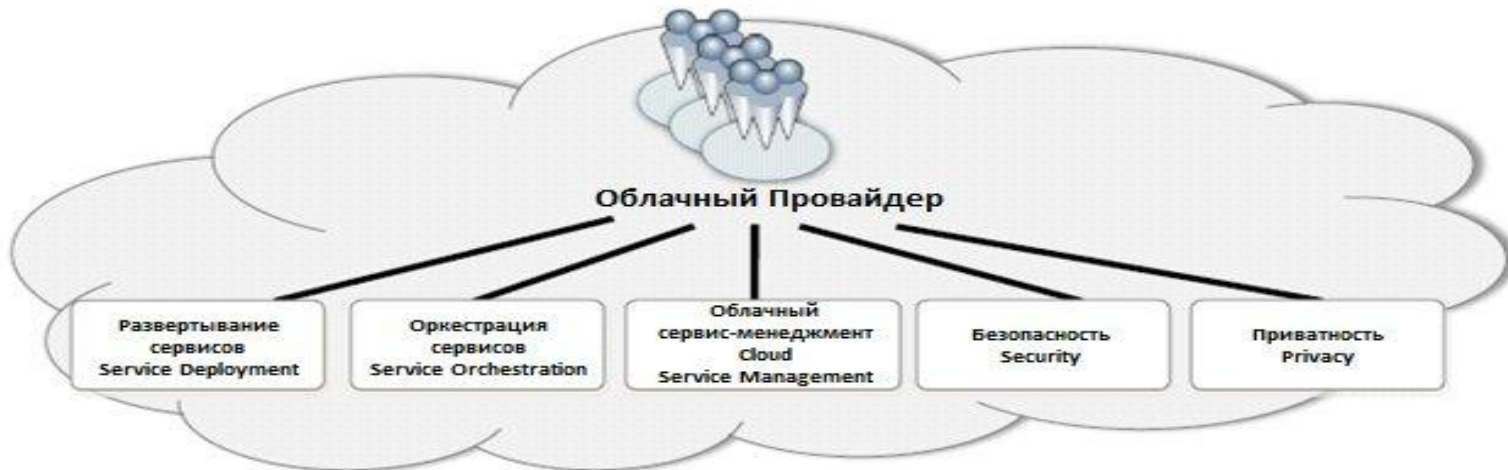 Облачный Провайдер
Развертывание
сервисов
Service Deployment
Оркестрация
сервисов
Service Orchestration
Облачный
сервис-менеджмент
Cloud
Service Management
Безопасность
Security
Приватность
Privacy